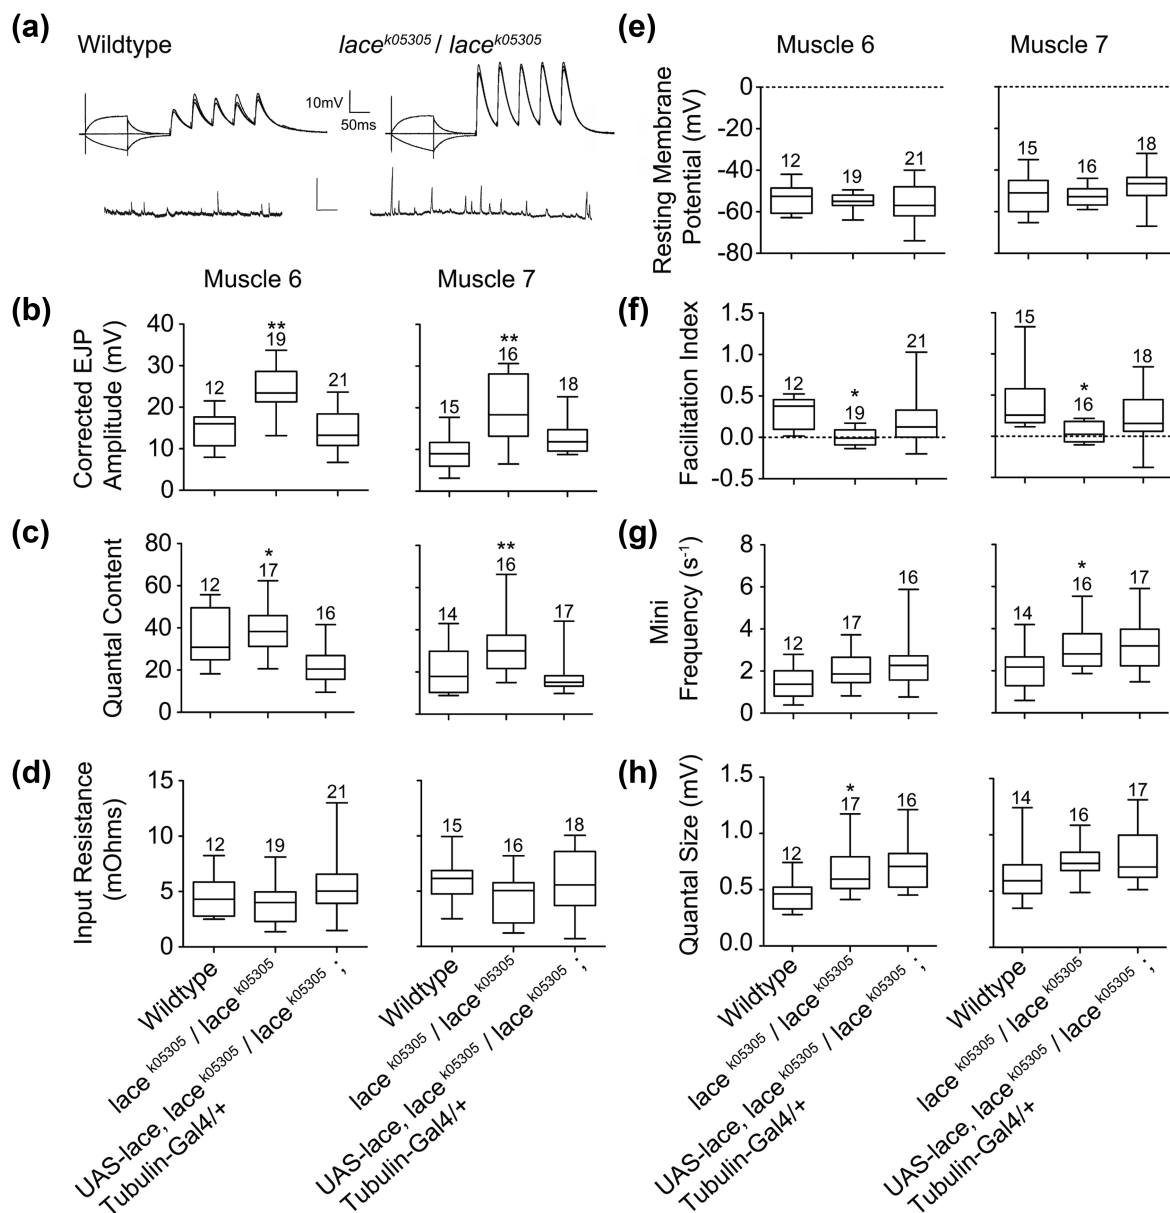 (a)
Wildtype
lace^k05305 / lace^k05305
10mV
50ms
Muscle 6 Muscle 7
(b)
Corrected EJP
Amplitude (mV)
40
30
20
10
0
12
**
19
21
15
**
16
18
(c)
Quantal Content
80
60
40
20
0
12
*
17
16
14
**
16
17
(d)
Input Resistance
(mOhms)
15
10
5
0
12
19
21
15
16
18
Wildtype
lace ^k05305 / lace ^k05305
UAS-lace, lace ^k05305 / lace ^k05305 ;
Tubulin-Gal4/+
Wildtype
lace ^k05305 / lace ^k05305
UAS-lace, lace ^k05305 / lace ^k05305 ;
Tubulin-Gal4/+
(e)
Muscle 6 Muscle 7
Resting Membrane
Potential (mV)
0
-20
-40
-60
-80
12
19
21
15
16
18
(f)
Facilitation Index
1.5
1.0
0.5
0.0
-0.5
12
*
19
21
15
*
16
18
(g)
Mini
Frequency (s^-1)
8
6
4
2
0
12
17
16
14
*
16
17
(h)
Quantal Size (mV)
1.5
1.0
0.5
0.0
12
*
17
16
14
16
17
Wildtype
lace ^k05305 / lace ^k05305
UAS-lace, lace ^k05305 / lace ^k05305 ;
Tubulin-Gal4/+
Wildtype
lace ^k05305 / lace ^k05305
UAS-lace, lace ^k05305 / lace ^k05305 ;
Tubulin-Gal4/+